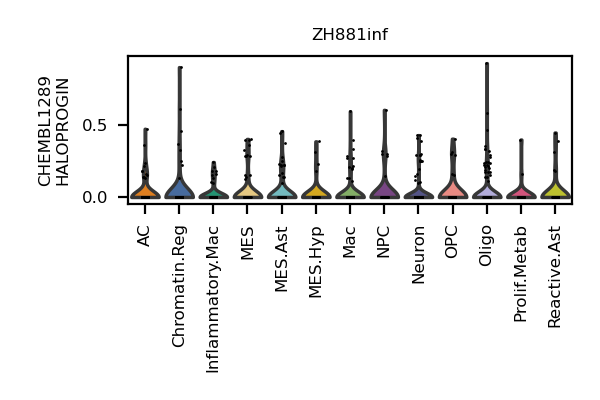 ZH881inf
CHEMBL1289
HALOPROGIN
0.5
0.0
AC
Chromatin.Reg
Inflammatory.Mac
MES
MES.Ast
MES.Hyp
Mac
NPC
Neuron
OPC
Oligo
Prolif.Metab
Reactive.Ast